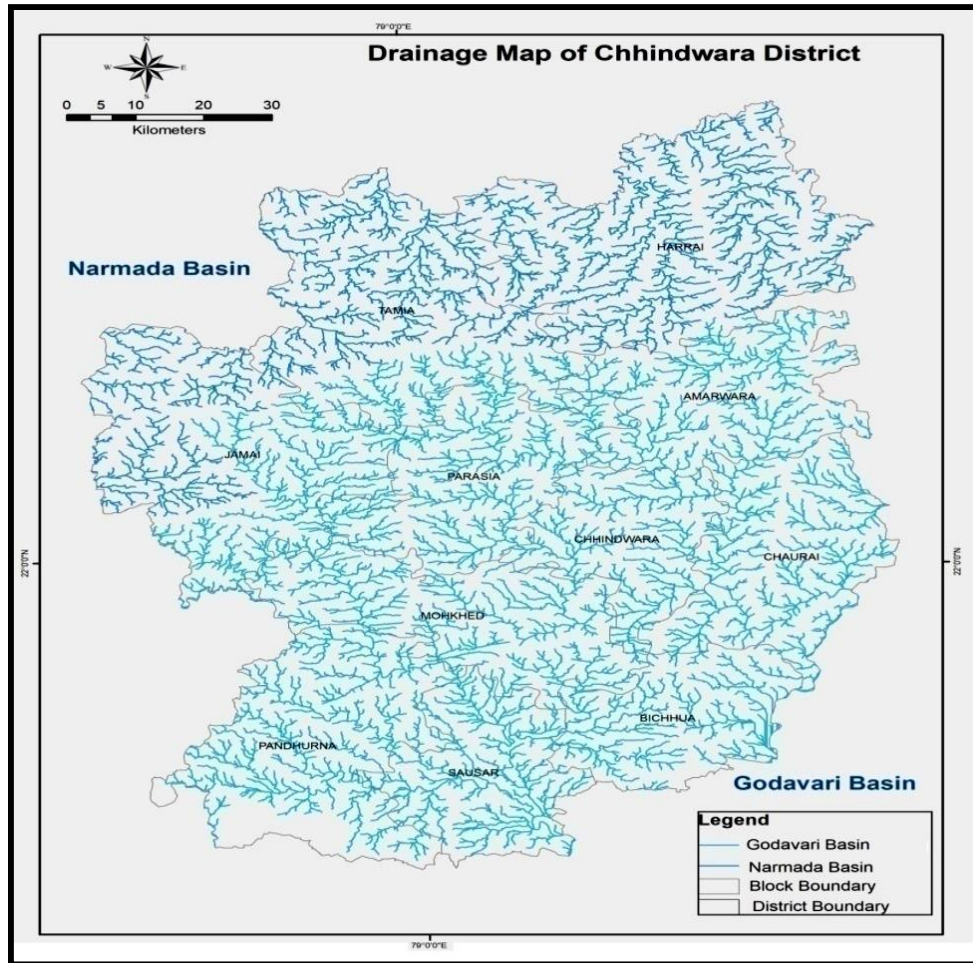 79°0'0"E
Drainage Map of Chhindwara District
N
W E
S
0 5 10 20 30
Kilometers
HARRAI
Narmada Basin
TAMIA
AMARWARA
JAMAI
PARASIA
CHHINDWARA
CHAURAI
22°0'0"N
22°0'0"N
MOHKHED
BICHHUA
PANDHURNA
SAUSAR
Godavari Basin
Legend
Godavari Basin
Narmada Basin
Block Boundary
District Boundary
79°0'0"E